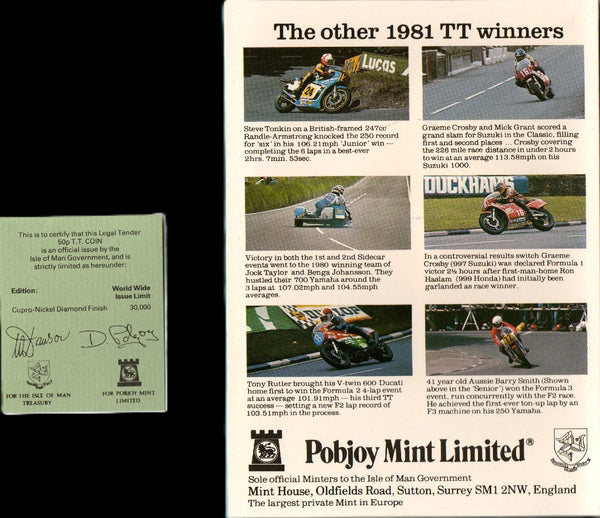 This is to certify that this Legal Tender
50p T.T. COIN
is an official issue by the
Isle of Man Government, and is
strictly limited as hereunder:
Edition: World Wide
Issue Limit
Cupro-Nickel Diamond Finish 30,000
FOR THE ISLE OF MAN
TREASURY
FOR POBJOY MINT
LIMITED
The other 1981 TT winners
Lucas
24
Steve Tonkin on a British-framed 247cc
Randle-Armstrong knocked the 250 record
for 'six' in his 106.21mph 'Junior' win —
completing the 6 laps in a best-ever
2hrs. 7min. 53sec.
16
Graeme Crosby and Mick Grant scored a
grand slam for Suzuki in the Classic, filling
first and second places ... Crosby covering
the 226 mile race distance in under 2 hours
to win at an average 113.58mph on his
Suzuki 1000.
Victory in both the 1st and 2nd Sidecar
events went to the 1980 winning team of
Jock Taylor and Benga Johansson. They
hustled their 700 Yamaha around the
3 laps at 107.02mph and 104.55mph
averages.
DUCKHAMS
16
In a controversial results switch Graeme
Crosby (997 Suzuki) was declared Formula 1
victor 2½ hours after first-man-home Ron
Haslam (999 Honda) had initially been
garlanded as race winner.
Tony Rutter brought his V-twin 600 Ducati
home first to win the Formula 2 4-lap event
at an average 101.91mph — his third TT
success — setting a new F2 lap record of
103.51mph in the process.
41 year old Aussie Barry Smith (Shown
above in the 'Senior') won the Formula 3
event, run concurrently with the F2 race.
He achieved the first-ever ton-up lap by an
F3 machine on his 250 Yamaha.
Pobjoy Mint Limited®
Sole official Minters to the Isle of Man Government
Mint House, Oldfields Road, Sutton, Surrey SM1 2NW, England
The largest private Mint in Europe